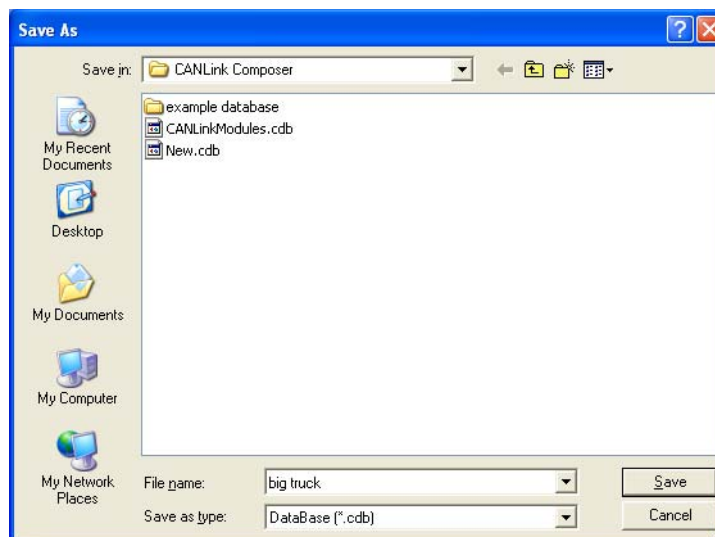 Save As
Save in: CANLink Composer
example database
CANLinkModules.cdb
New.cdb
My Recent
Documents
Desktop
My Documents
My Computer
My Network
Places
File name: big truck Save
Save as type: DataBase (*.cdb) Cancel